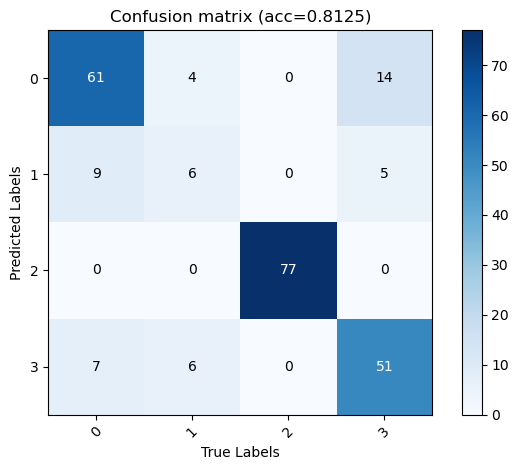 Confusion matrix (acc=0.8125)
0 61 4 0 14
1 9 6 0 5
2 0 0 77 0
3 7 6 0 51
0 1 2 3
Predicted Labels
True Labels
70
60
50
40
30
20
10
0